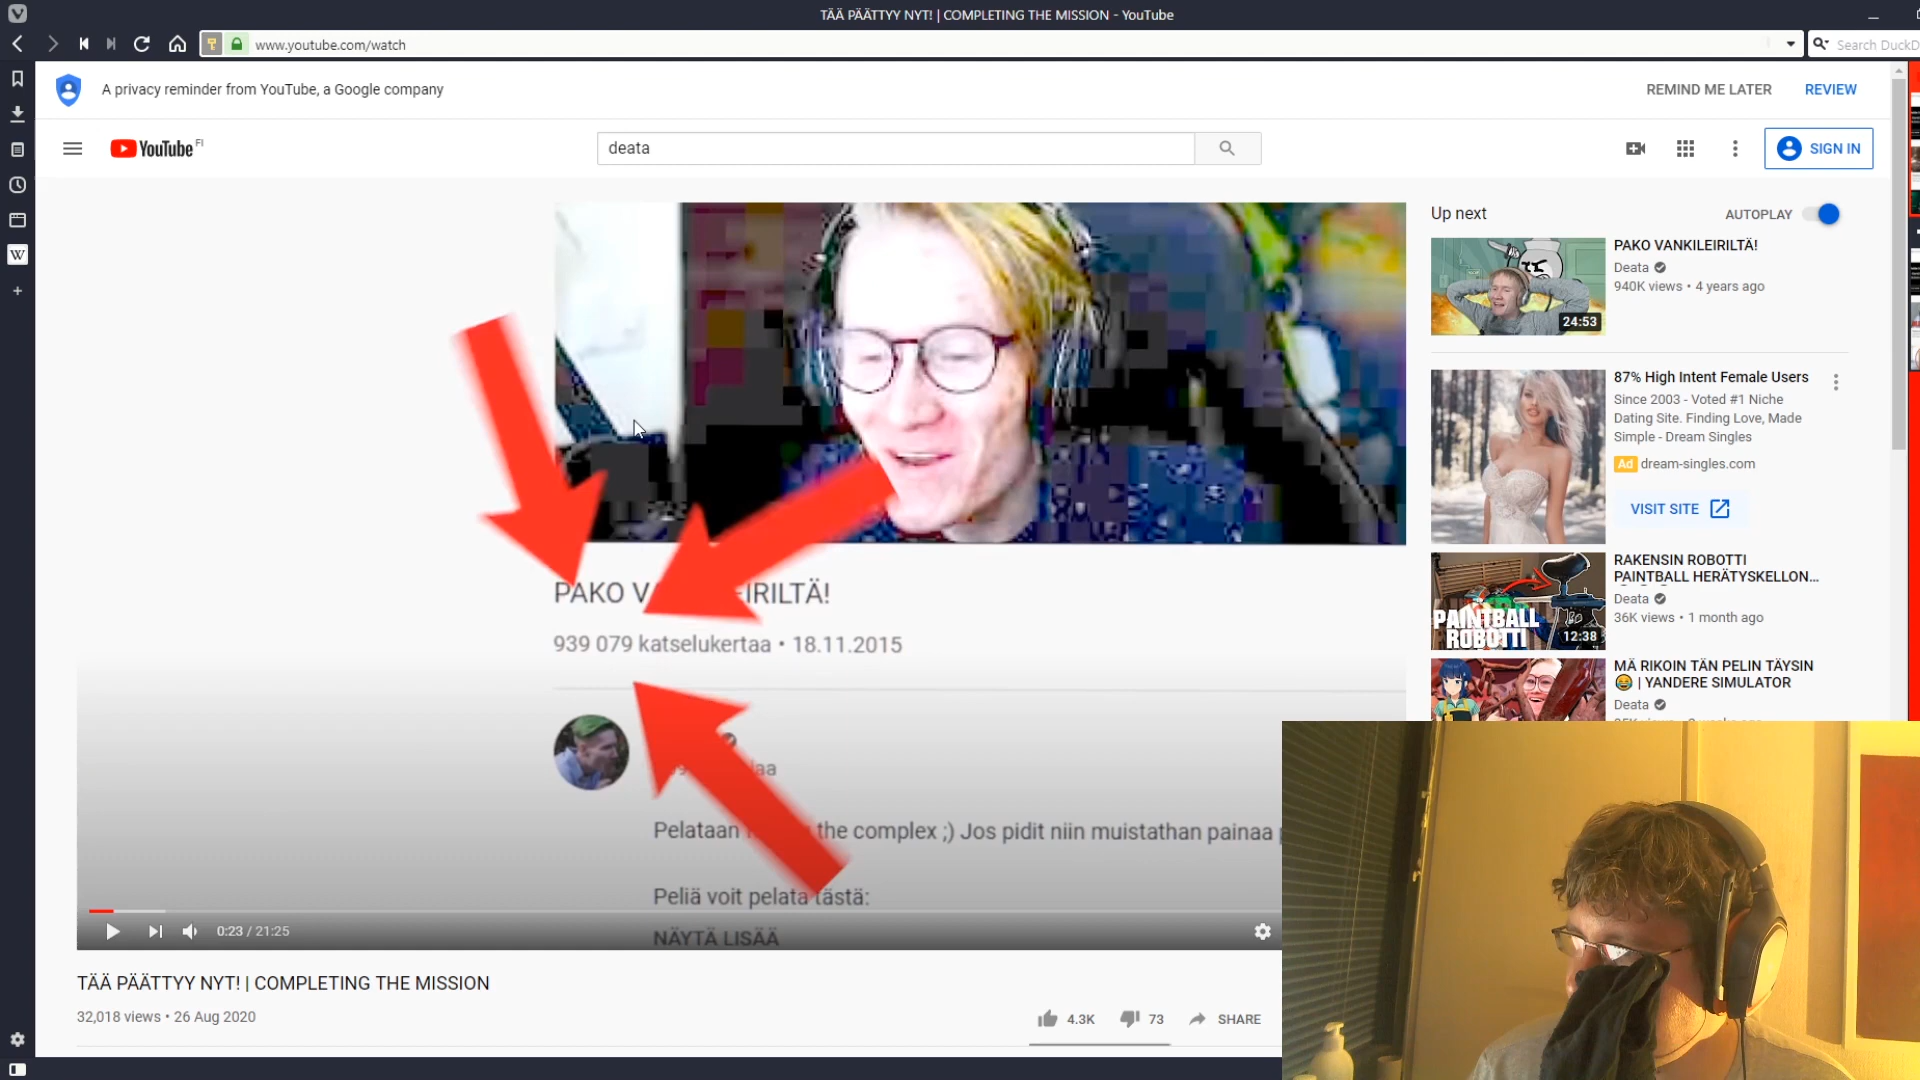 TÄÄ PÄÄTTYY NYT! | COMPLETING THE MISSION - YouTube
www.youtube.com/watch
Search DuckD
A privacy reminder from YouTube, a Google company
REMIND ME LATER
REVIEW
YouTube FI
deata
SIGN IN
Up next
AUTOPLAY
PAKO VANKILEIRILTÄ!
Deata
940K views • 4 years ago
24:53
87% High Intent Female Users
Since 2003 - Voted #1 Niche
Dating Site. Finding Love, Made
Simple - Dream Singles
Ad dream-singles.com
VISIT SITE
RAKENSIN ROBOTTI
PAINTBALL HERÄTYSKELLON...
Deata
36K views • 1 month ago
PAINTBALL
ROBOTTI
12:38
MÄ RIKOIN TÄN PELIN TÄYSIN
😂 | YANDERE SIMULATOR
Deata
PAKO V EIRILTÄ!
939 079 katselukertaa • 18.11.2015
Pelataan the complex ;) Jos pidit niin muistathan painaa
Peliä voit pelata tästä:
NÄYTÄ LISÄÄ
0:23 / 21:25
TÄÄ PÄÄTTYY NYT! | COMPLETING THE MISSION
32,018 views • 26 Aug 2020
4.3K
73
SHARE
W